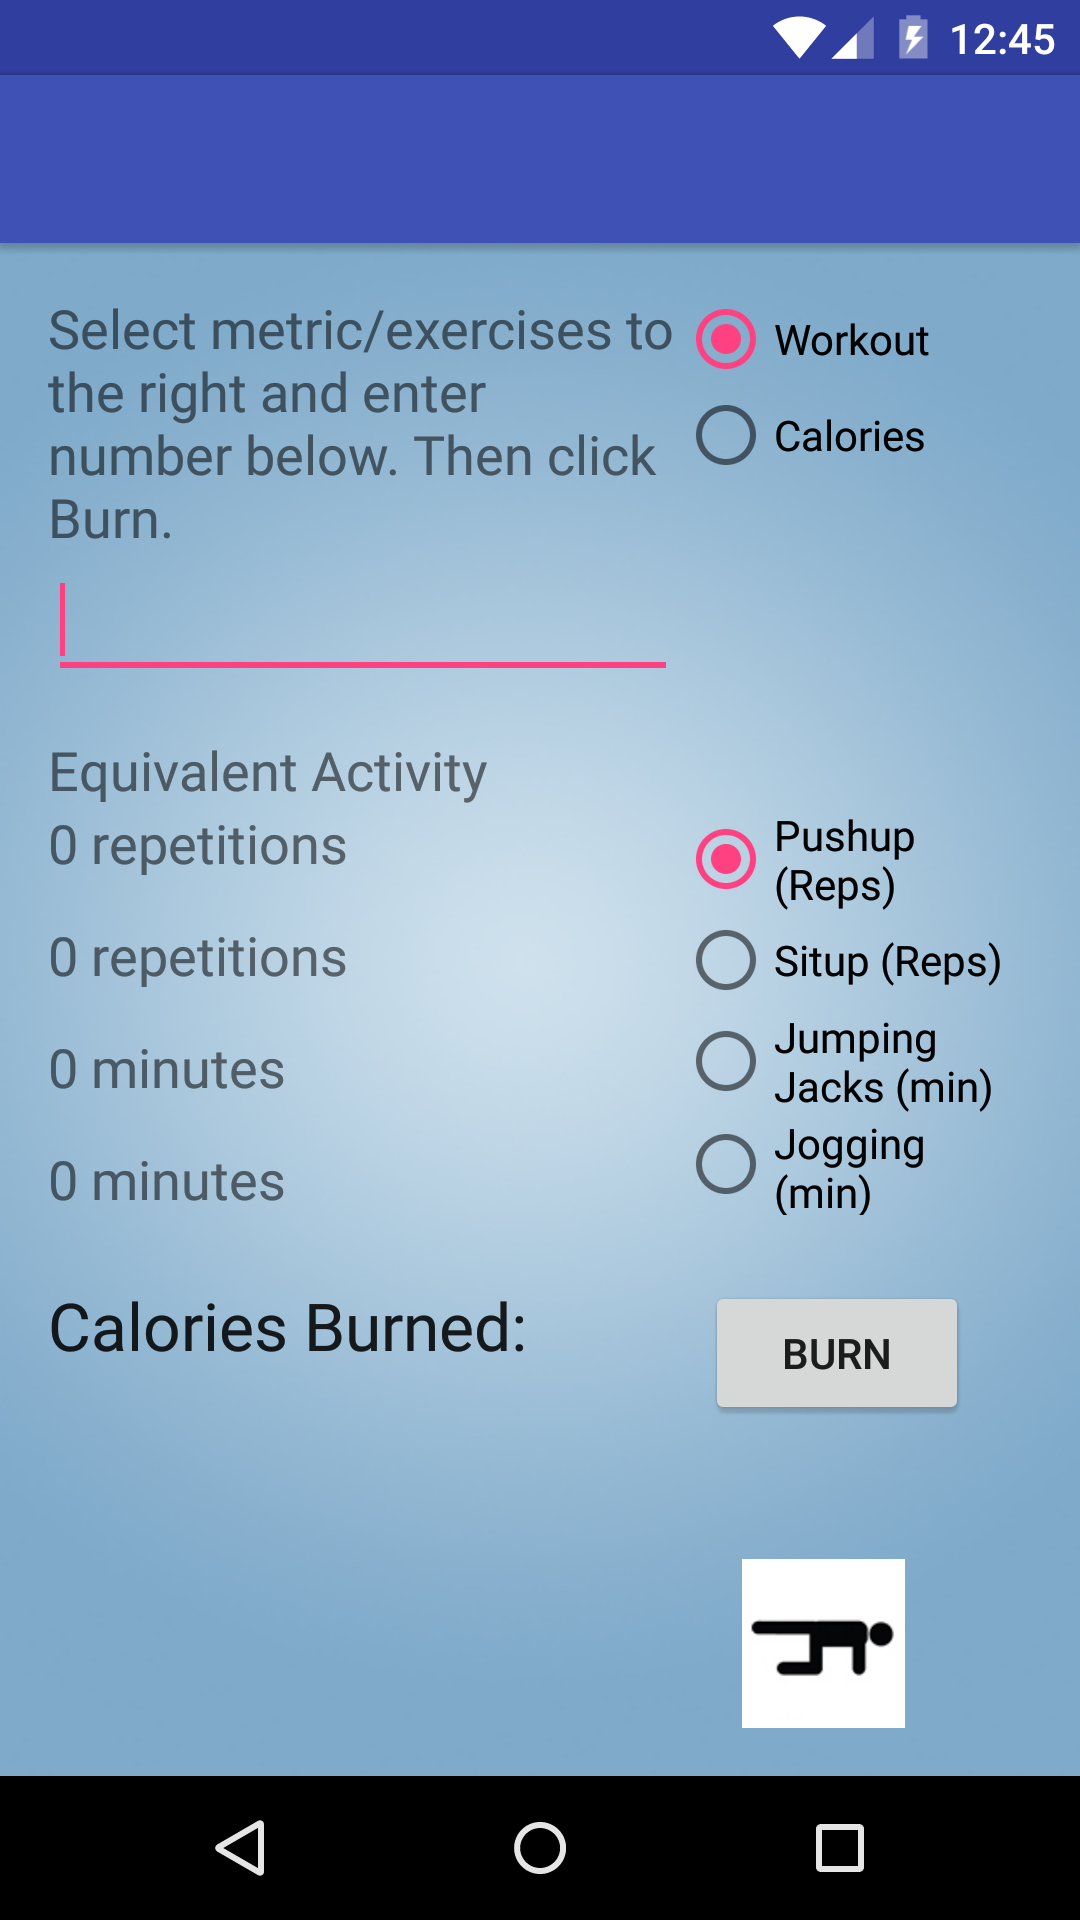 12:45
Select metric/exercises to
the right and enter
number below. Then click
Burn.
Workout
Calories
Equivalent Activity
0 repetitions
Pushup
(Reps)
0 repetitions
Situp (Reps)
0 minutes
Jumping
Jacks (min)
0 minutes
Jogging
(min)
Calories Burned:
BURN